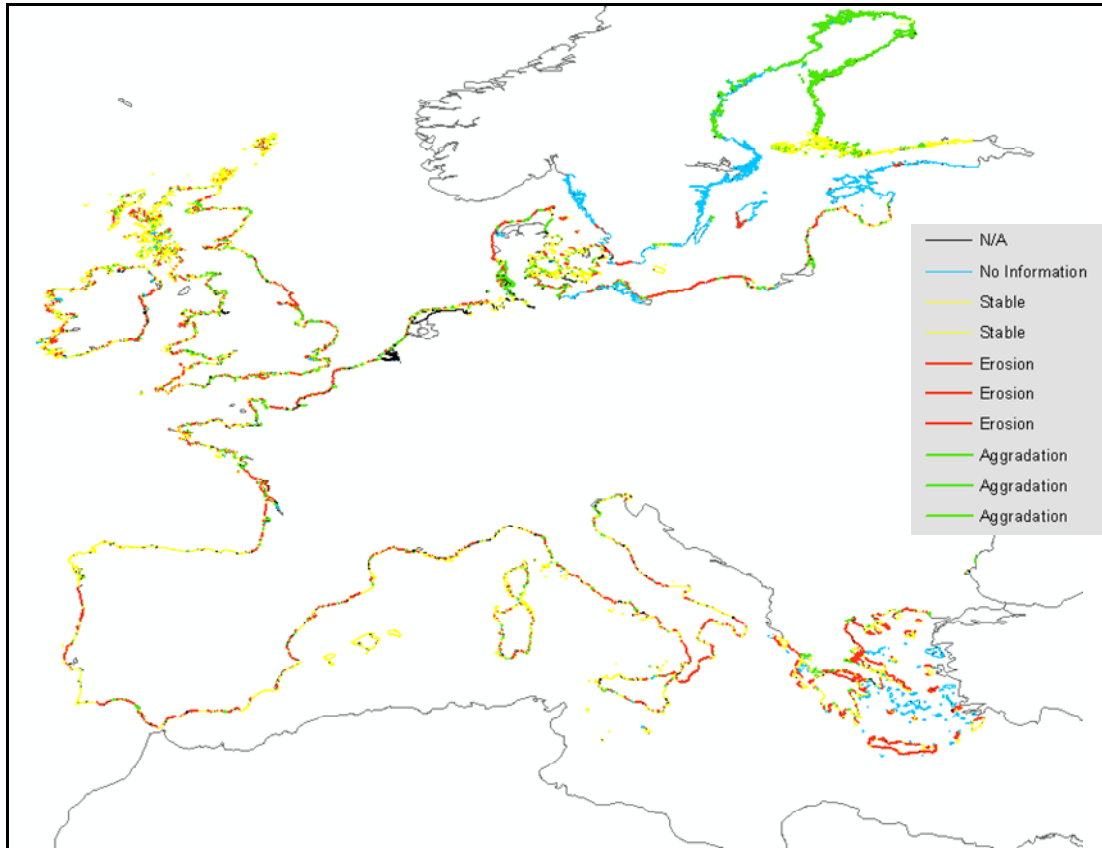 N/A
No Information
Stable
Stable
Erosion
Erosion
Erosion
Aggradation
Aggradation
Aggradation